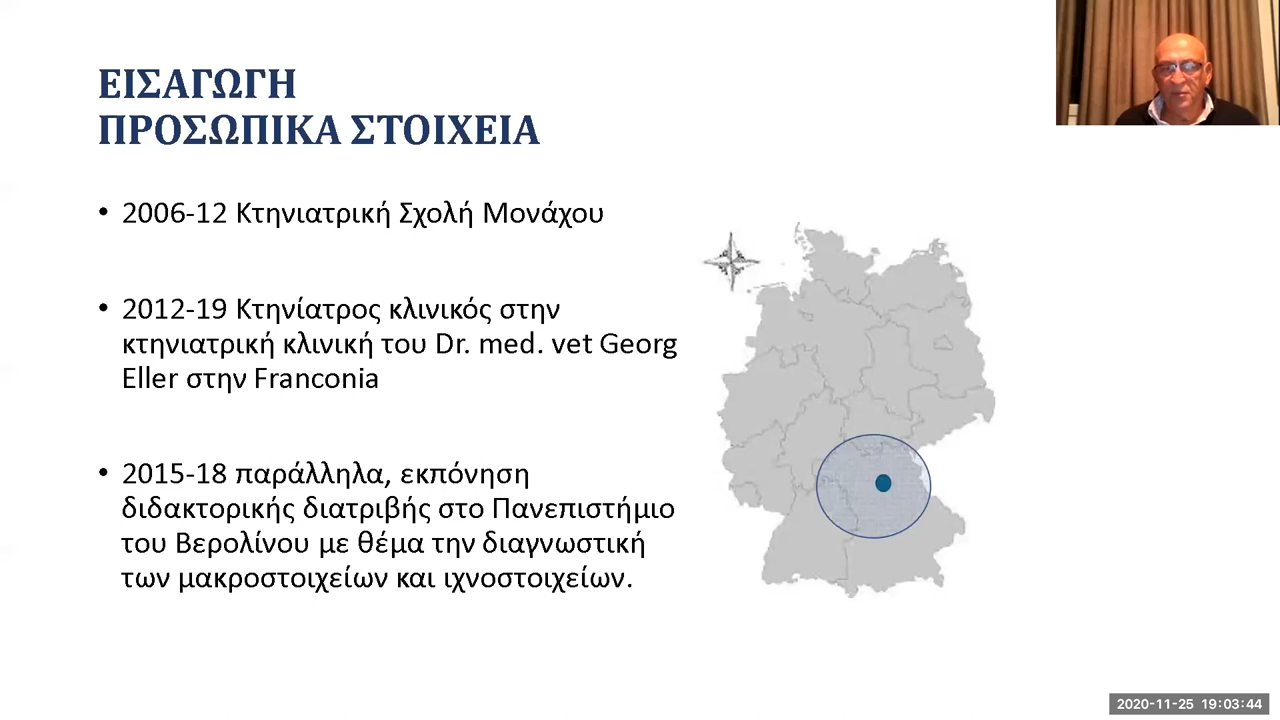 ΕΙΣΑΓΩΓΗ
ΠΡΟΣΩΠΙΚΑ ΣΤΟΙΧΕΙΑ
• 2006-12 Κτηνιατρική Σχολή Μονάχου
• 2012-19 Κτηνίατρος κλινικός στην
κτηνιατρική κλινική του Dr. med. vet Georg
Eller στην Franconia
• 2015-18 παράλληλα, εκπόνηση
διδακτορικής διατριβής στο Πανεπιστήμιο
του Βερολίνου με θέμα την διαγνωστική
των μακροστοιχείων και ιχνοστοιχείων.
2020-11-25 19:03:44